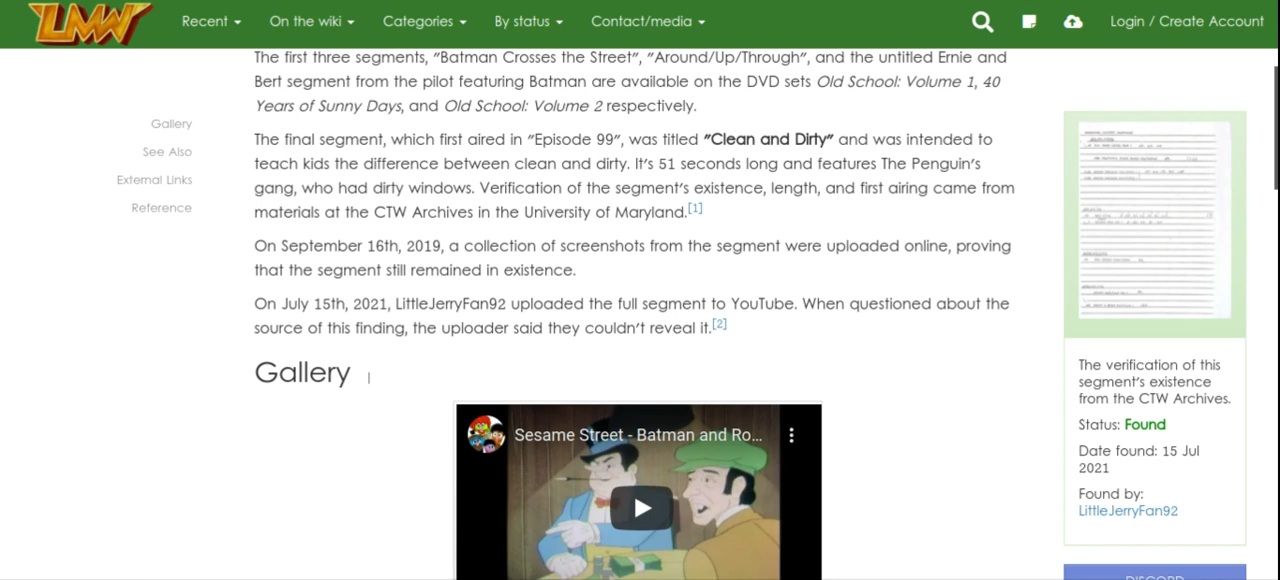 LMW
Recent
On the wiki
Categories
By status
Contact/media
Login / Create Account
Gallery
See Also
External Links
Reference
The first three segments, "Batman Crosses the Street", "Around/Up/Through", and the untitled Ernie and
Bert segment from the pilot featuring Batman are available on the DVD sets Old School: Volume 1, 40
Years of Sunny Days, and Old School: Volume 2 respectively.
The final segment, which first aired in "Episode 99", was titled "Clean and Dirty" and was intended to
teach kids the difference between clean and dirty. It's 51 seconds long and features The Penguin's
gang, who had dirty windows. Verification of the segment's existence, length, and first airing came from
materials at the CTW Archives in the University of Maryland.[1]
On September 16th, 2019, a collection of screenshots from the segment were uploaded online, proving
that the segment still remained in existence.
On July 15th, 2021 LittleJerryFan92 uploaded the full segment to YouTube. When questioned about the
source of this finding, the uploader said they couldn't reveal it.[2]
Gallery
Sesame Street - Batman and Ro...
The verification of this
segment's existence
from the CTW Archives.
Status: Found
Date found: 15 Jul
2021
Found by:
LittleJerryFan92
DISCORD